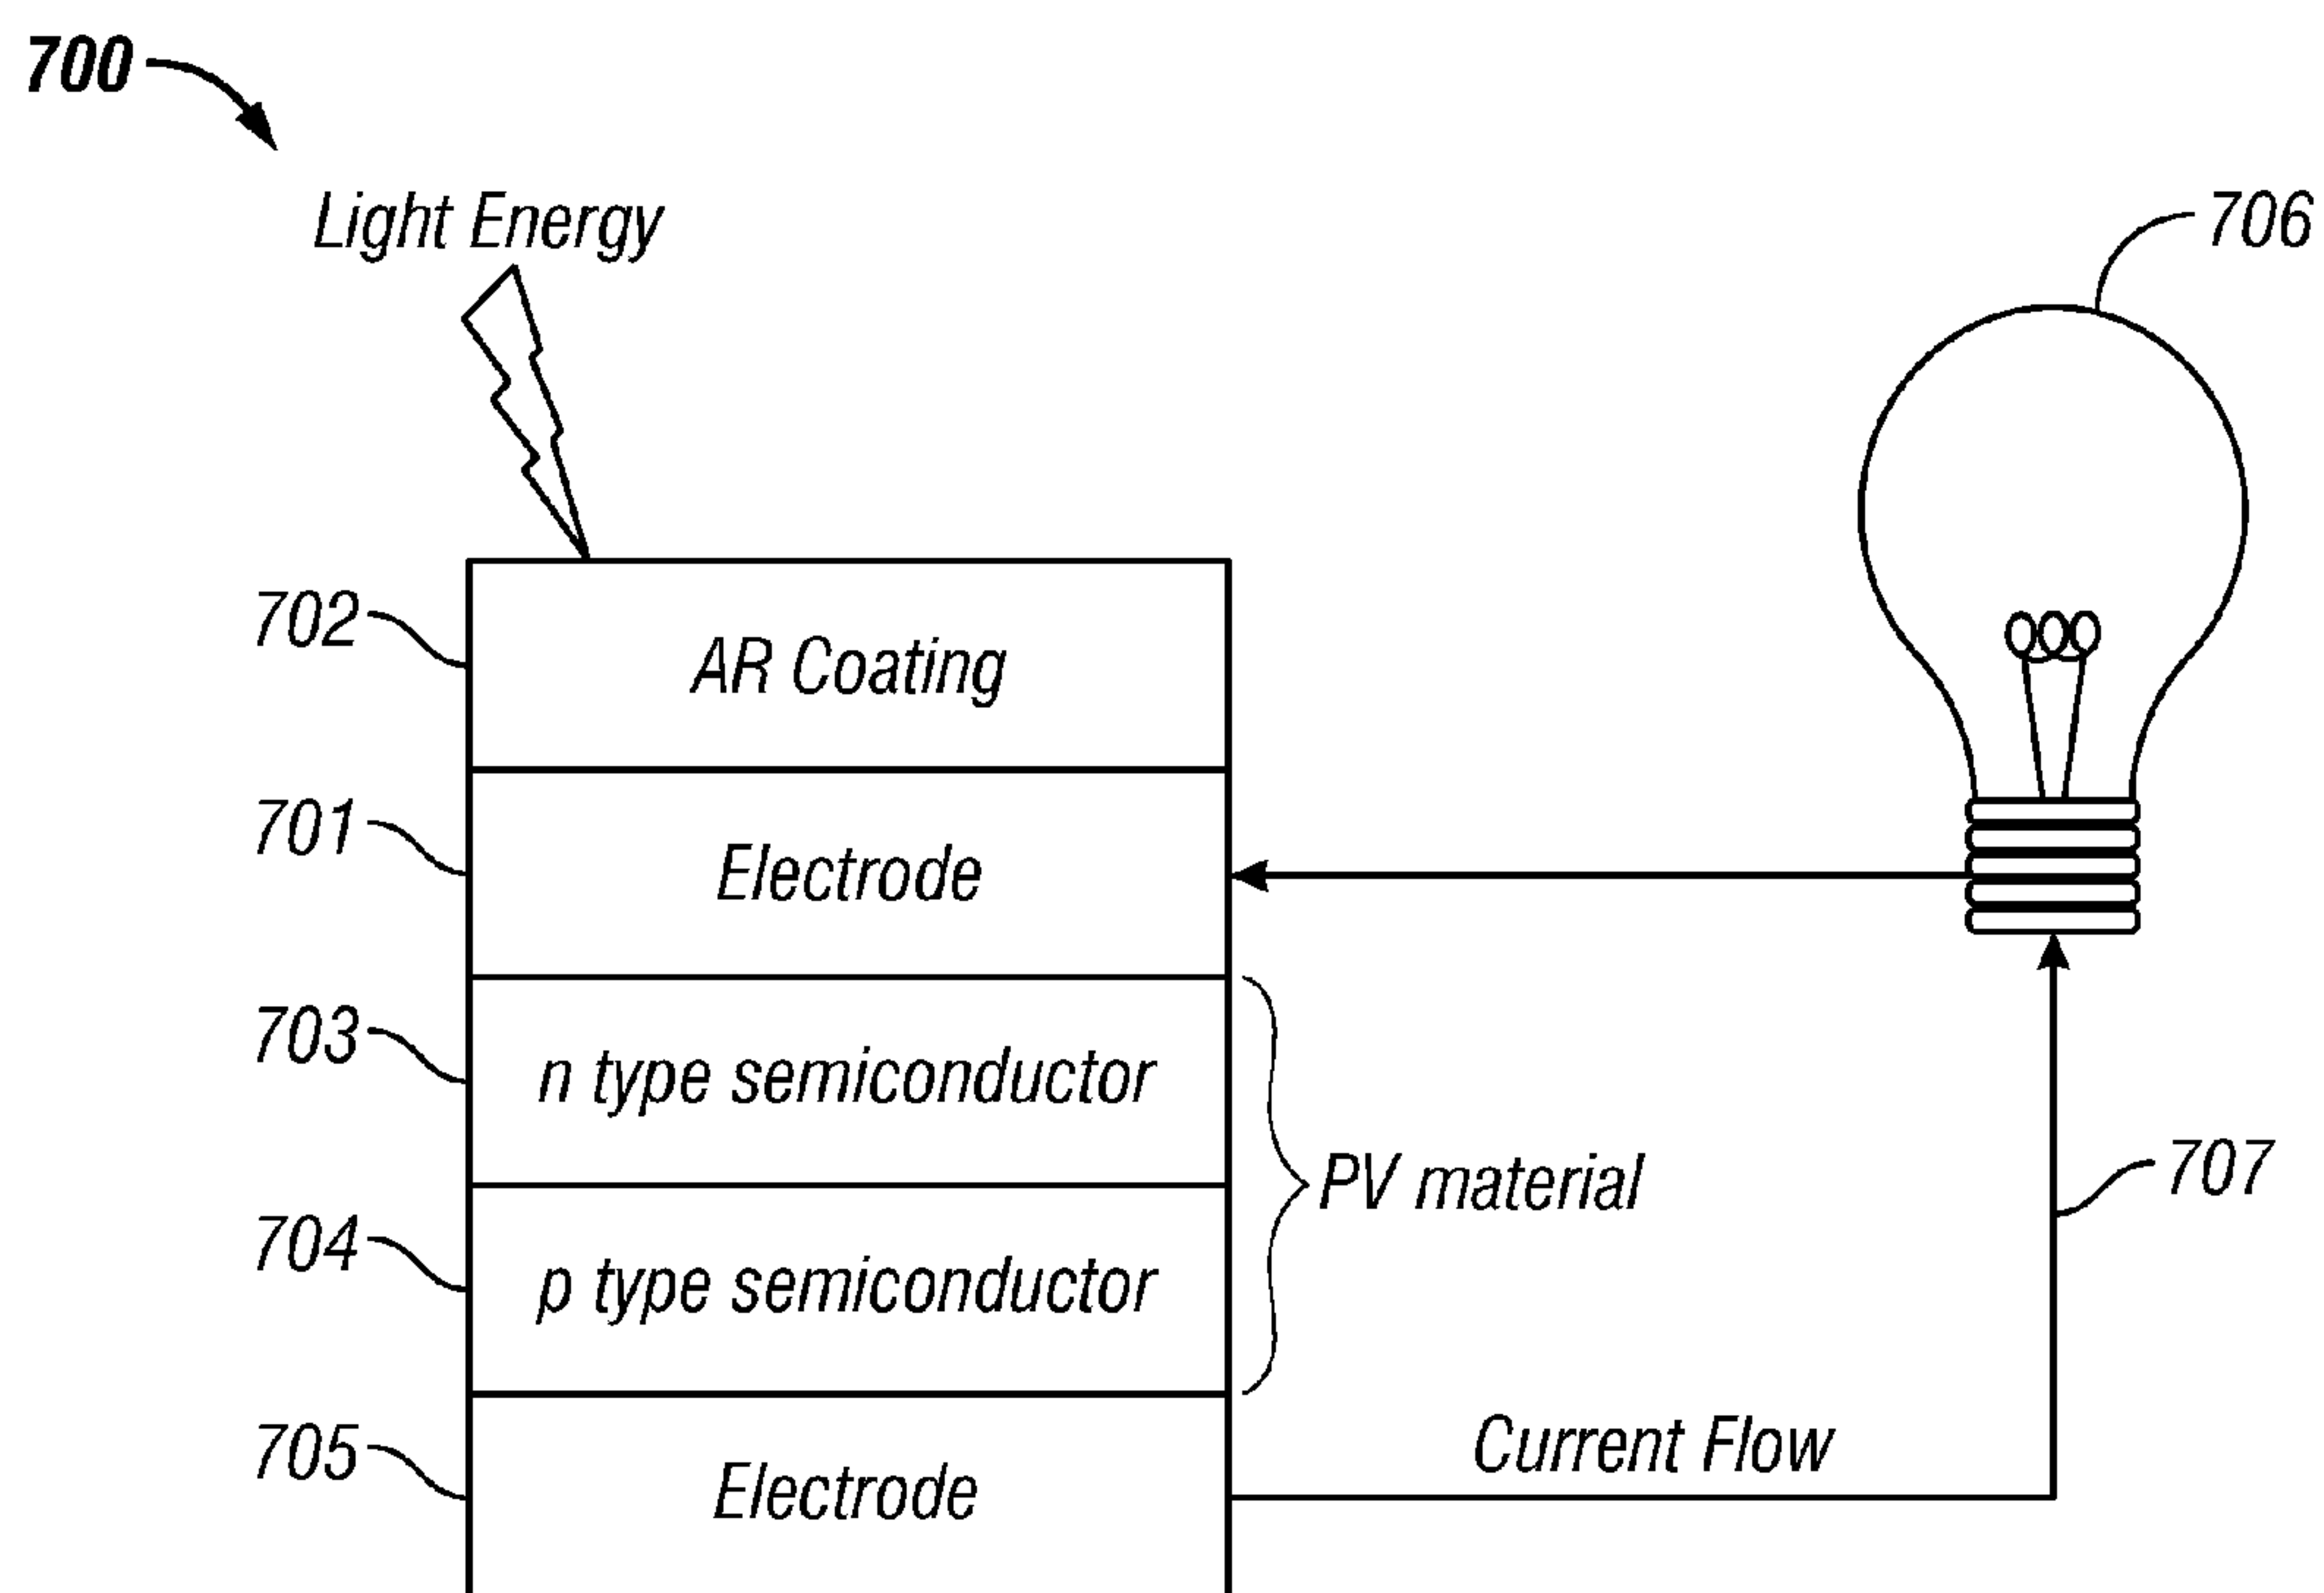 700
Light Energy
706
702
AR Coating
701
Electrode
703
n type semiconductor
PV material
707
704
p type semiconductor
705
Electrode
Current Flow